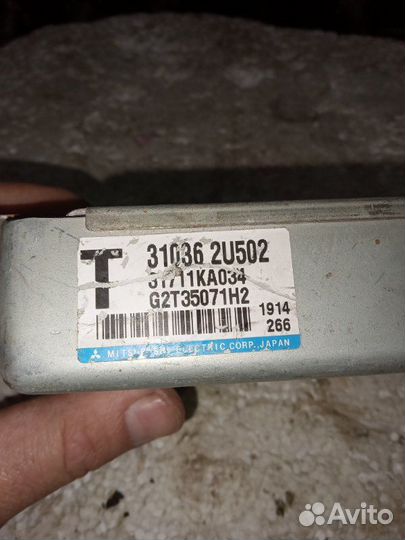 T
31036 2U502
31711KA034
G2T35071H2
1914
266
MITSUBISHI ELECTRIC CORP. JAPAN
Avito